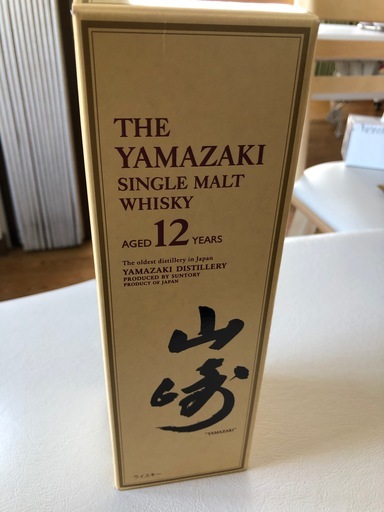 THE
YAMAZAKI
SINGLE MALT
WHISKY
AGED 12 YEARS
The oldest distillery in Japan
YAMAZAKI DISTILLERY
PRODUCED BY SUNTORY
PRODUCT OF JAPAN
山
崎
"YAMAZAKI"
ウイスキー